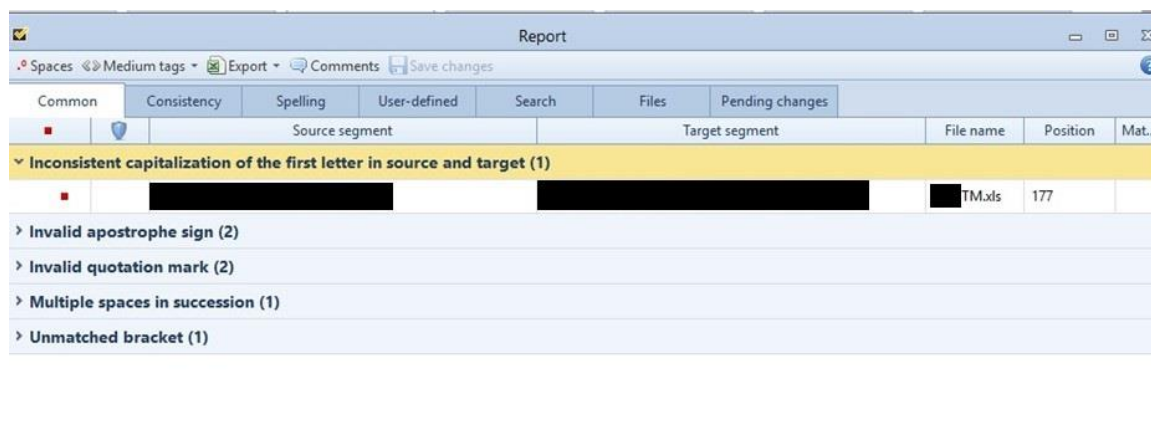 Report
Spaces Medium tags Export Comments Save changes
Common Consistency Spelling User-defined Search Files Pending changes
Source segment Target segment File name Position Mat..
Inconsistent capitalization of the first letter in source and target (1)
TM.xls 177
Invalid apostrophe sign (2)
Invalid quotation mark (2)
Multiple spaces in succession (1)
Unmatched bracket (1)